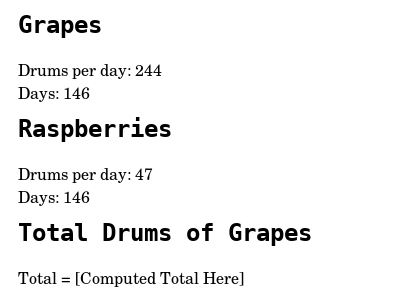 Grapes
Drums per day: 244
Days: 146
Raspberries
Drums per day: 47
Days: 146
Total Drums of Grapes
Total = [Computed Total Here]